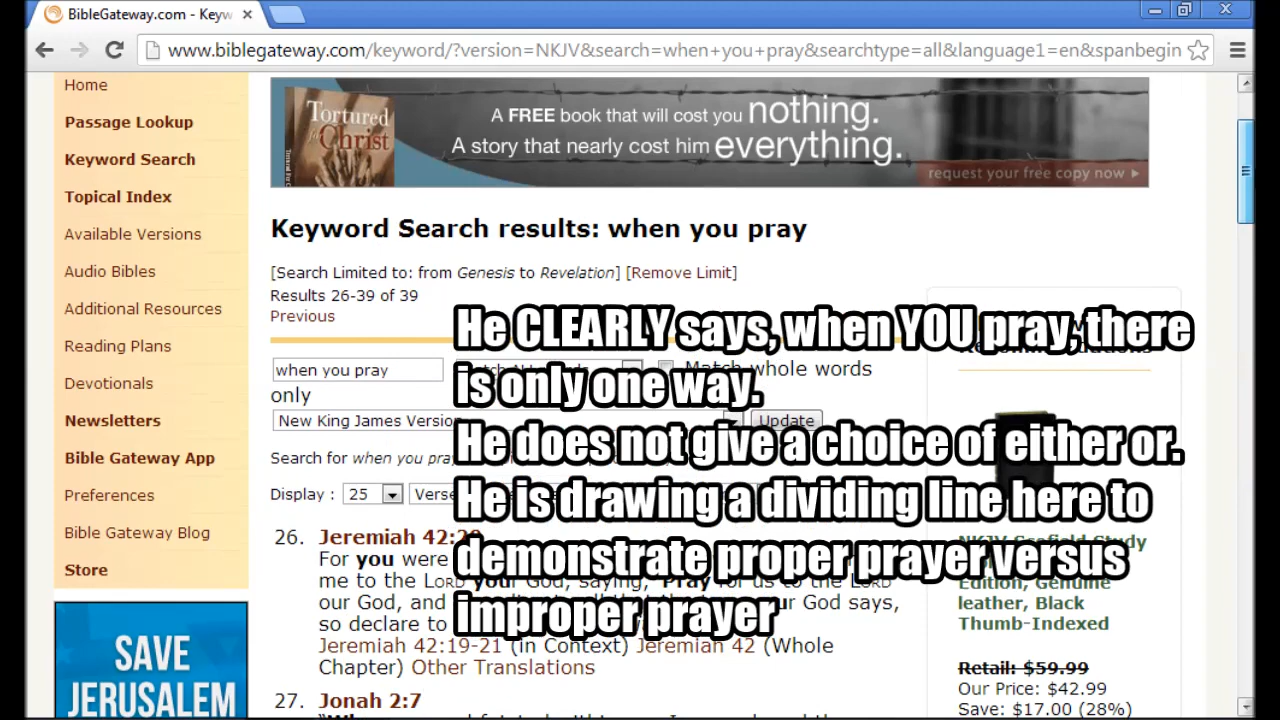 BibleGateway.com - Keyw
www.biblegateway.com/keyword/?version=NKJV&search=when+you+pray&searchtype=all&language1=en&spanbegin
Home
Passage Lookup
Keyword Search
Topical Index
Available Versions
Audio Bibles
Additional Resources
Reading Plans
Devotionals
Newsletters
Bible Gateway App
Preferences
Bible Gateway Blog
Store
SAVE
JERUSALEM
Tortured
for Christ
A FREE book that will cost you nothing.
A story that nearly cost him everything.
request your free copy now
Keyword Search results: when you pray
[Search Limited to: from Genesis to Revelation] [Remove Limit]
Results 26-39 of 39
Previous
when you pray
Match whole words
only
New King James Version
Update
Search for when you pray
Display : 25
He CLEARLY says, when YOU pray, there
is only one way.
He does not give a choice of either or.
He is drawing a dividing line here to
demonstrate proper prayer versus
improper prayer
26. Jeremiah 42:20
For you were
me to the LORD your God, saying, 'Pray for us to the LORD
our God, and God says,
so declare to
Jeremiah 42:19-21 (in Context) Jeremiah 42 (Whole
Chapter) Other Translations
27. Jonah 2:7
NKJV Scofield Study
Edition, Genuine
leather, Black
Thumb-Indexed
Retail: $59.99
Our Price: $42.99
Save: $17.00 (28%)